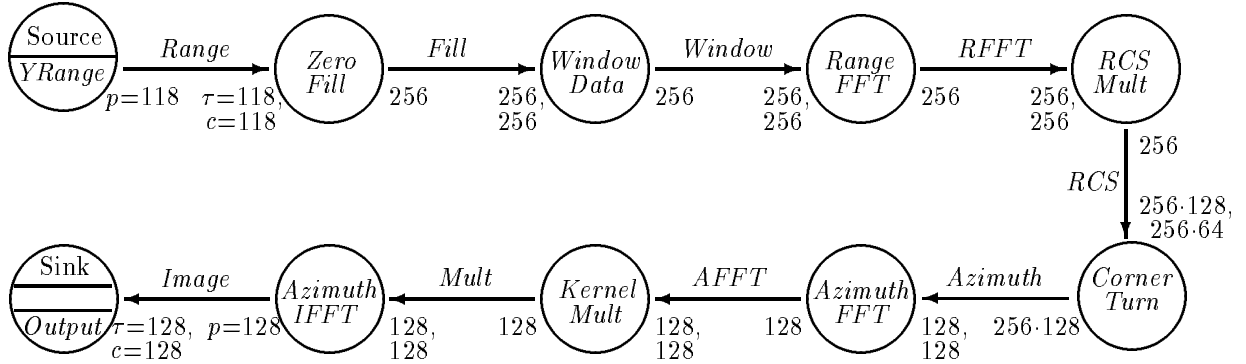 Source
YRange
Range
p=118
τ=118,
c=118
Zero
Fill
Fill
256
256,
256
Window
Data
Window
256
256,
256
Range
FFT
RFFT
256
256,
256
RCS
Mult
256
RCS
256·128,
256·64
Corner
Turn
Azimuth
256·128
128,
128
Azimuth
FFT
AFFT
128
128,
128
Kernel
Mult
Mult
128
128,
128
Azimuth
IFFT
Image
p=128
τ=128,
c=128
Sink
Output